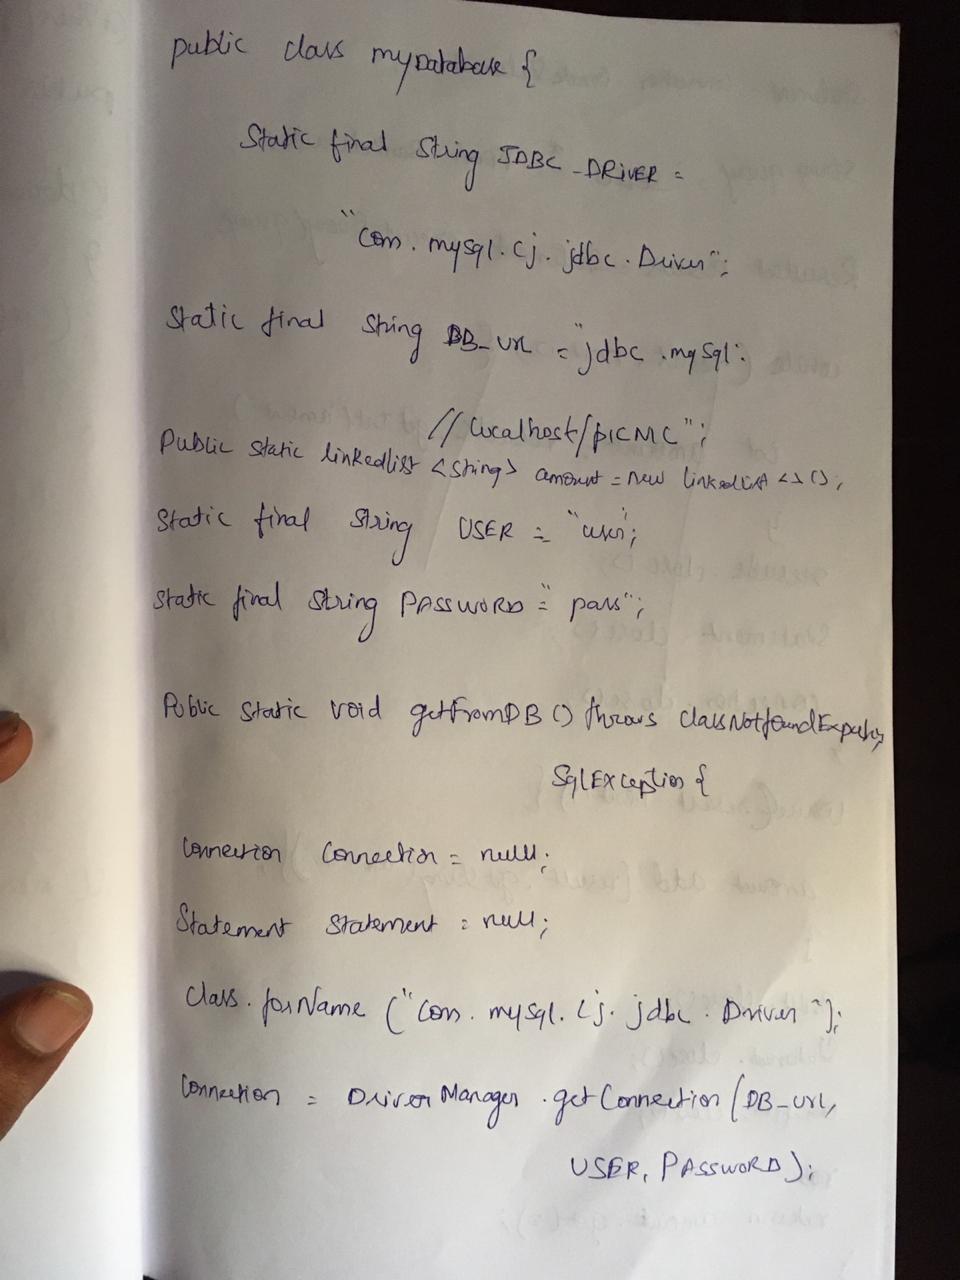 public class myDatabase {
Static final String JDBC_DRIVER =
"com.mysql.cj.jdbc.Driver";
Static final String DB_URL = "jdbc.mysql:
//localhost/PICMC";
Public static linkedlist <String> amount = new linkedlist <>();
Static final String USER = "user";
Static final String PASSWORD = "pass";
Public Static void getFromDB () throws
SqlException {
Connection Connection = null;
Statement Statement = null;
Class.forName ("com.mysql.cj.jdbc.Driver");
Connection = DriverManager.getConnection (DB_URL,
USER, PASSWORD);